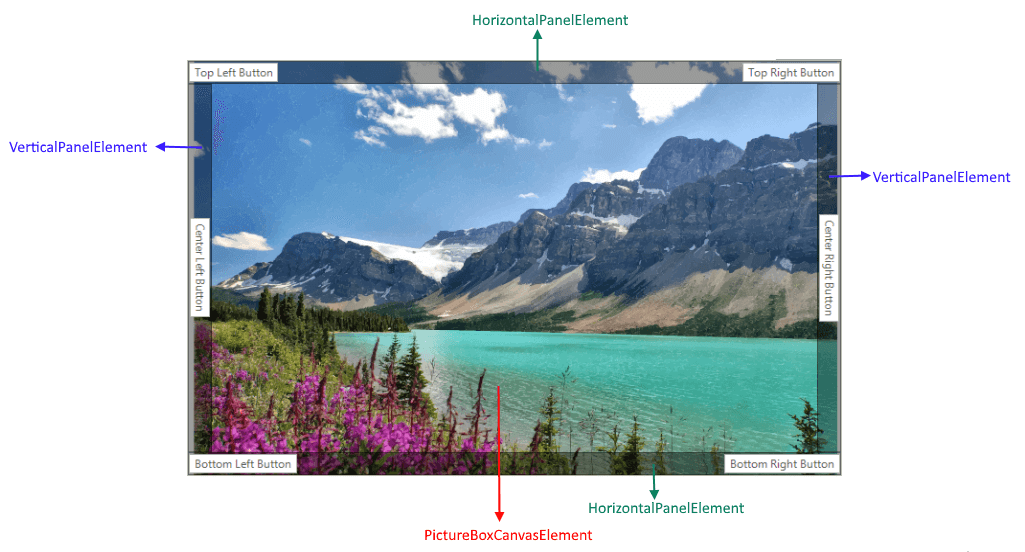 HorizontalPanelElement
Top Left Button
Top Right Button
VerticalPanelElement
VerticalPanelElement
Center Left Button
Center Right Button
Bottom Left Button
Bottom Right Button
HorizontalPanelElement
PictureBoxCanvasElement